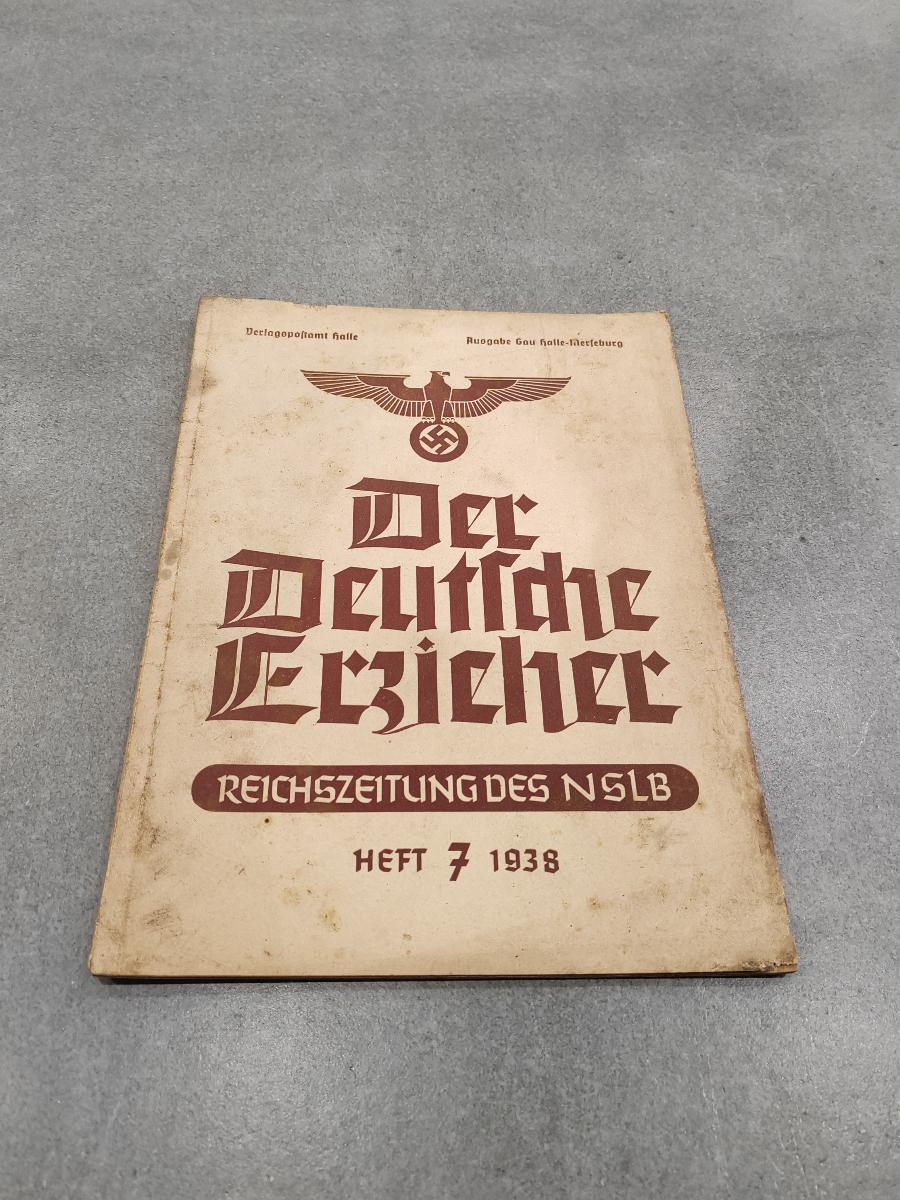 Verlagspoſtamt Halle
Ausgabe Gau Halle-Merſeburg
Der
Deutſche
Erzieher
REICHSZEITUNG DES NSLB
HEFT 7 1938